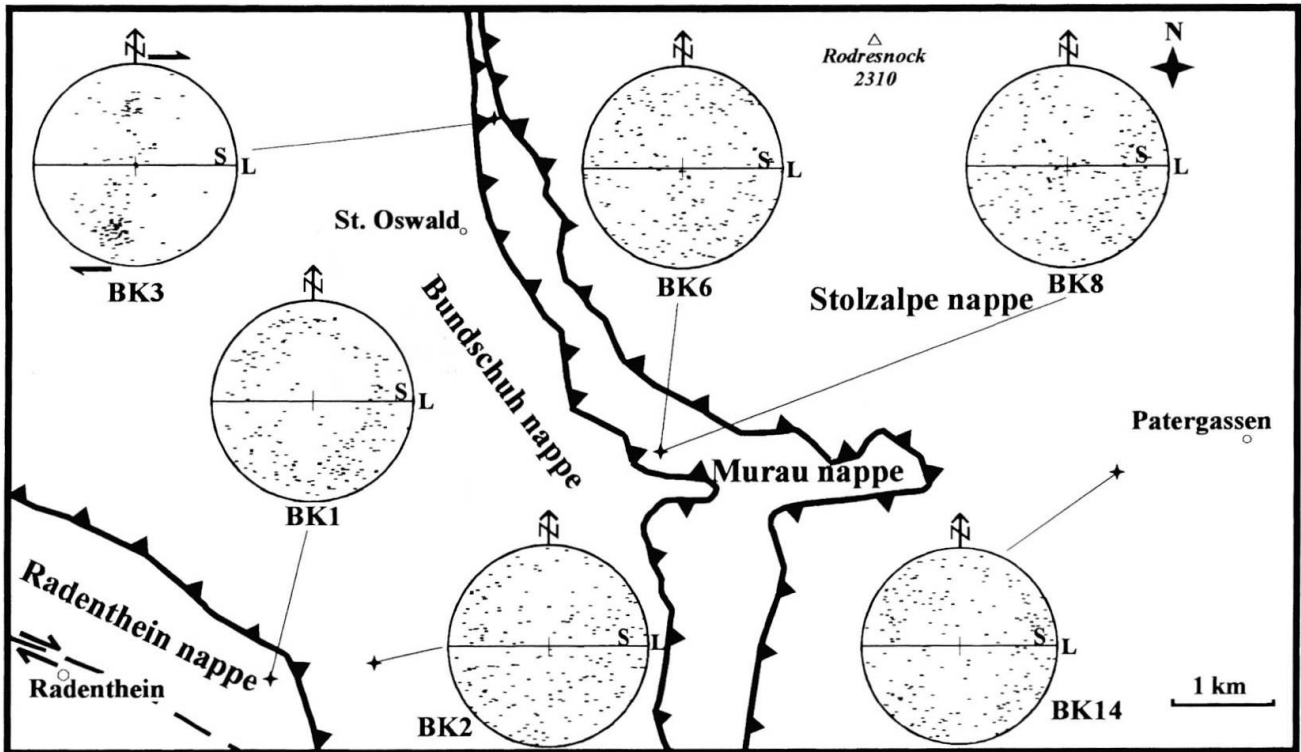 N
N
N
N
Rodresnock
2310
S
L
S
L
S
L
BK3
St. Oswald
BK6
BK8
Stolzalpe nappe
N
Bundschuh nappe
S
L
Patergassen
Murau nappe
BK1
N
N
Radenthein nappe
S
L
S
L
Radenthein
BK2
BK14
1 km